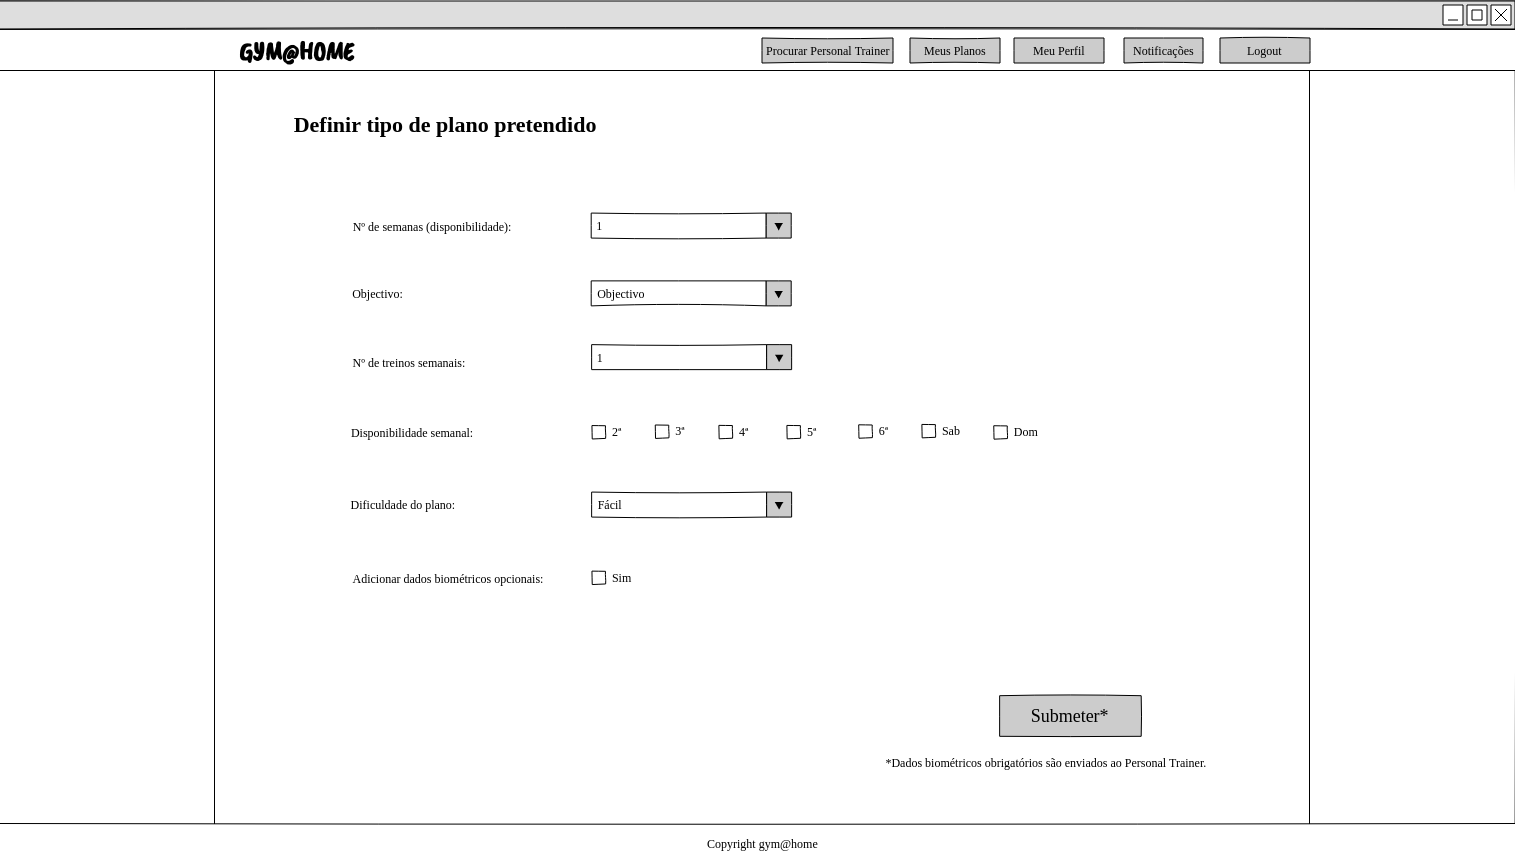 GYM@HOME
Procurar Personal Trainer
Meus Planos
Meu Perfil
Notificações
Logout
Definir tipo de plano pretendido
Nº de semanas (disponibilidade):
1
Objectivo:
Objectivo
Nº de treinos semanais:
1
Disponibilidade semanal:
2ª
3ª
4ª
5ª
6ª
Sab
Dom
Dificuldade do plano:
Fácil
Adicionar dados biométricos opcionais:
Sim
Submeter*
*Dados biométricos obrigatórios são enviados ao Personal Trainer.
Copyright gym@home